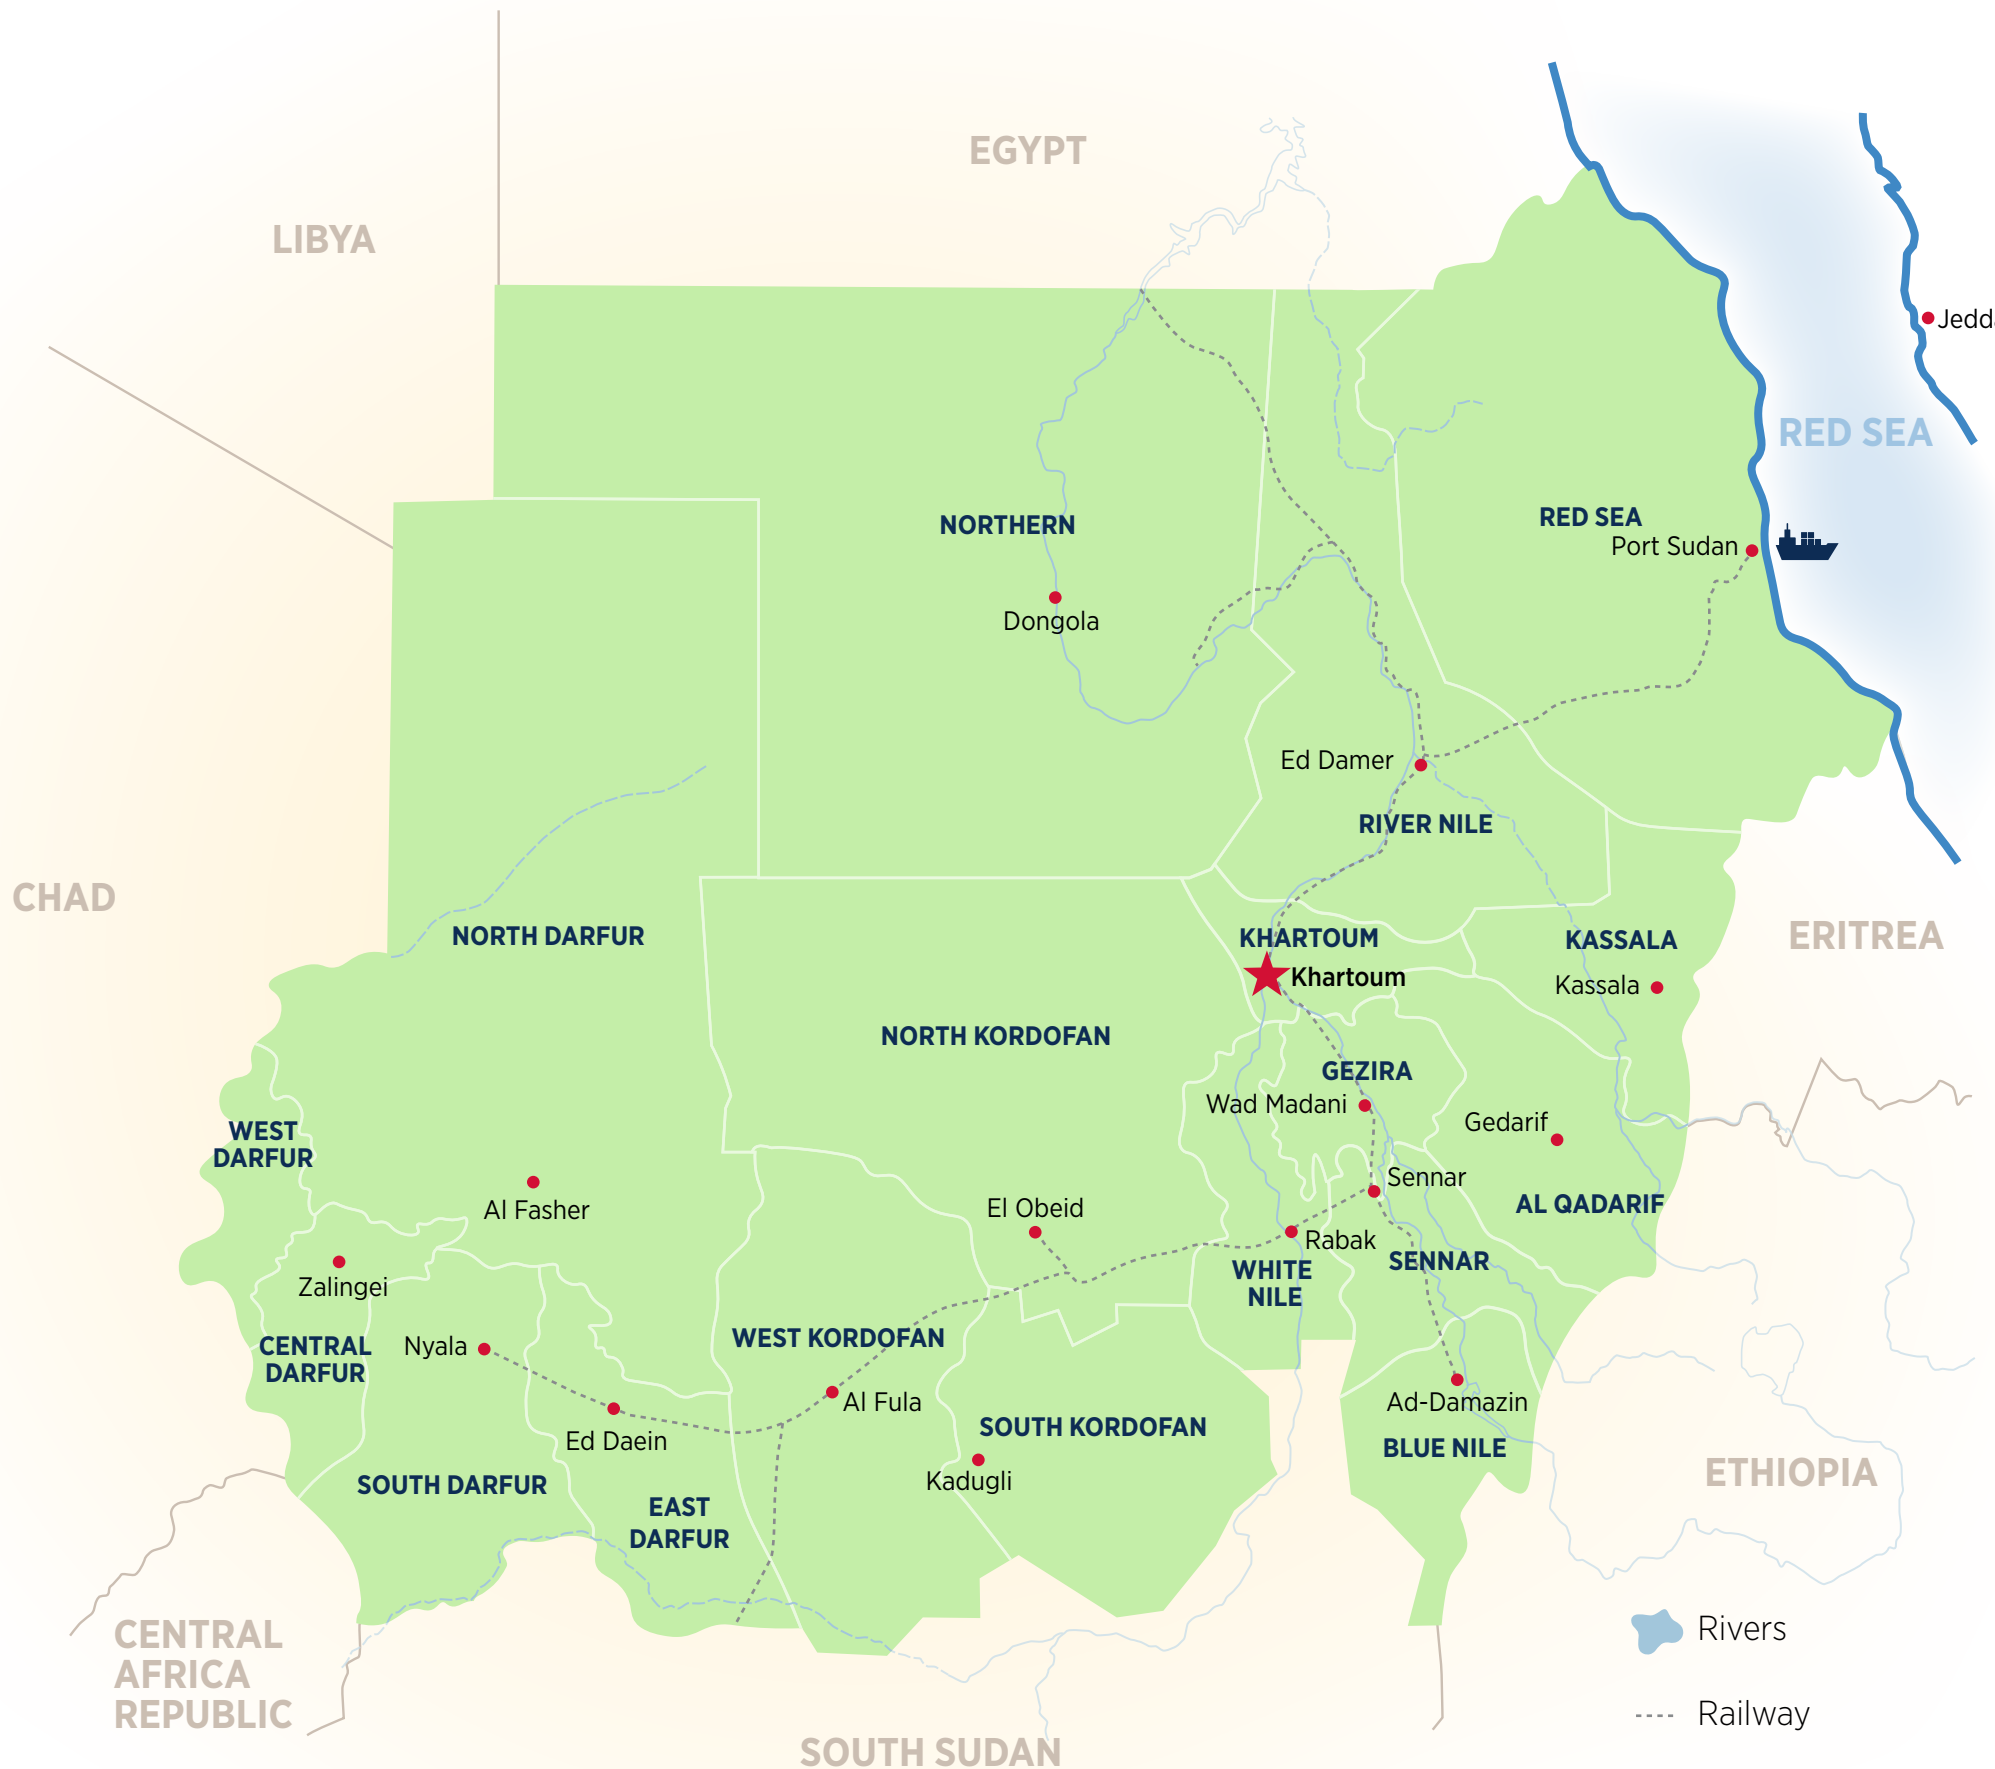 EGYPT
LIBYA
Jedd
RED SEA
NORTHERN
RED SEA
Port Sudan
Dongola
Ed Damer
RIVER NILE
CHAD
NORTH DARFUR
KHARTOUM
KASSALA
ERITREA
Khartoum
Kassala
NORTH KORDOFAN
GEZIRA
Wad Madani
Gedarif
WEST
DARFUR
Sennar
Al Fasher
El Obeid
AL QADARIF
Rabak
SENNAR
WHITE
NILE
Zalingei
CENTRAL
DARFUR
Nyala
WEST KORDOFAN
Al Fula
Ad-Damazin
SOUTH KORDOFAN
Ed Daein
BLUE NILE
Kadugli
ETHIOPIA
SOUTH DARFUR
EAST
DARFUR
CENTRAL
AFRICA
REPUBLIC
Rivers
Railway
SOUTH SUDAN